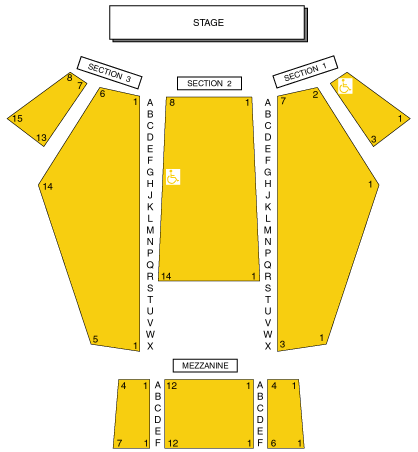 STAGE
SECTION 3
SECTION 2
SECTION 1
8 7
15 13
6 1
14
5 1
8 1
14 1
7 2
1
3 1
1
3
A A
B B
C C
D D
E E
F F
G G
H H
J J
K K
L L
M M
N N
P P
Q Q
R R
S S
T T
U U
V V
W W
X X
MEZZANINE
4 1 A 12 1 A 4 1
B B
C C
D D
E E
7 1 F 12 1 F 6 1